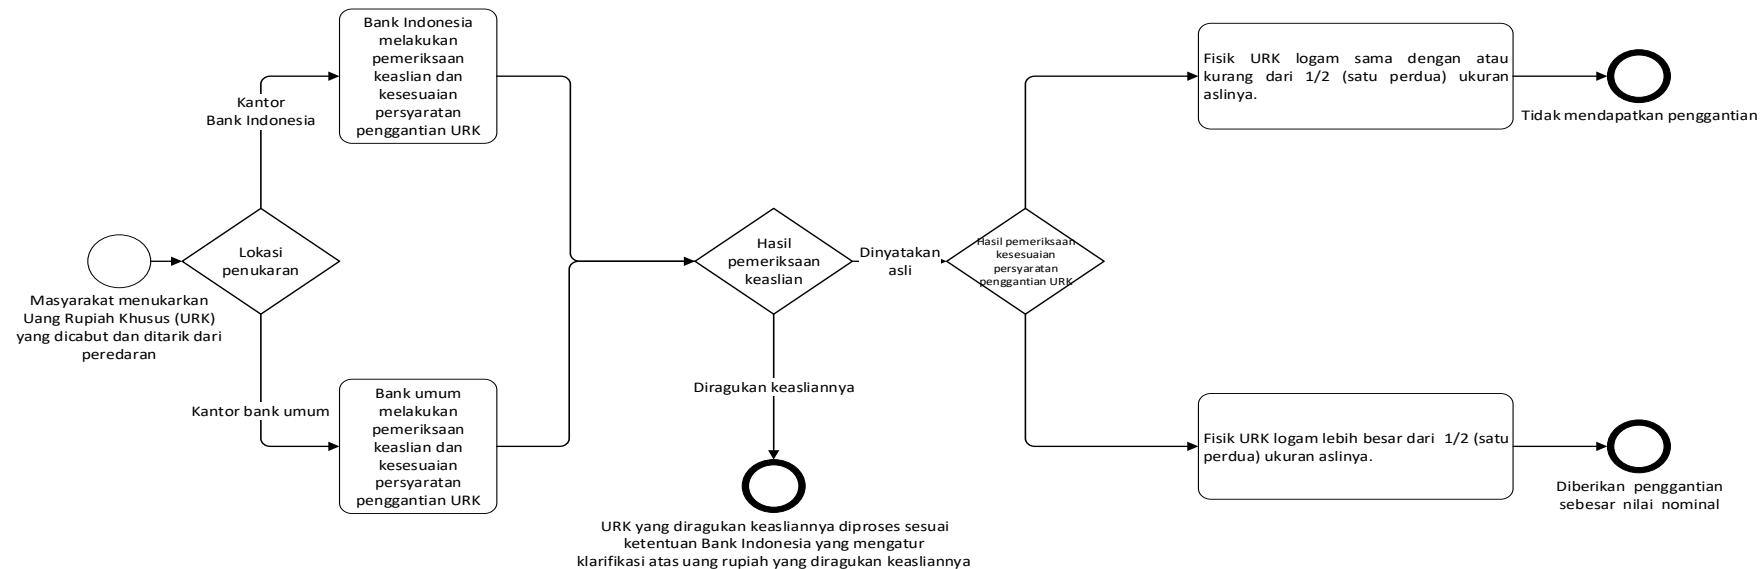 Masyarakat menukarkan
Uang Rupiah Khusus (URK)
yang dicabut dan ditarik dari
peredaran
Lokasi
penukaran
Kantor
Bank Indonesia
Kantor bank umum
Bank Indonesia
melakukan
pemeriksaan
keaslian dan
kesesuaian
persyaratan
penggantian URK
Bank umum
melakukan
pemeriksaan
keaslian dan
kesesuaian
persyaratan
penggantian URK
Hasil
pemeriksaan
keaslian
Diragukan keasliannya
URK yang diragukan keasliannya diproses sesuai
ketentuan Bank Indonesia yang mengatur
klarifikasi atas uang rupiah yang diragukan keasliannya
Dinyatakan
asli
Hasil pemeriksaan
kesesuaian
persyaratan
penggantian URK
Fisik URK logam sama dengan atau
kurang dari 1/2 (satu perdua) ukuran
aslinya.
Tidak mendapatkan penggantian
Fisik URK logam lebih besar dari 1/2 (satu
perdua) ukuran aslinya.
Diberikan penggantian
sebesar nilai nominal